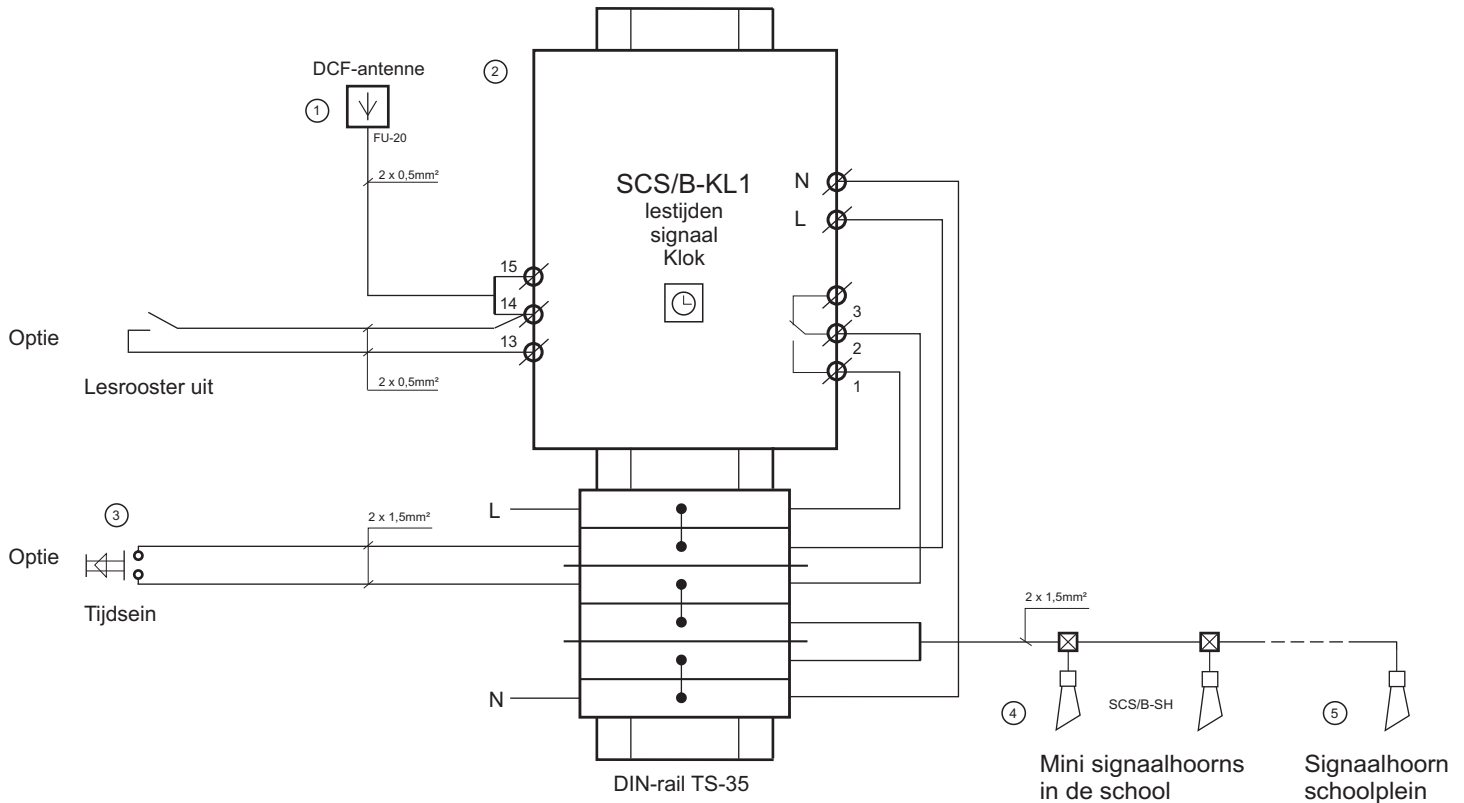 DCF-antenne
1
FU-20
2 x 0,5mm²
2
SCS/B-KL1
lestijden
signaal
Klok
N
L
15
14
13
3
2
1
Optie
Lesrooster uit
2 x 0,5mm²
L
3
2 x 1,5mm²
Optie
Tijdsein
N
DIN-rail TS-35
2 x 1,5mm²
4
SCS/B-SH
5
Mini signaalhoorns
in de school
Signaalhoorn
schoolplein